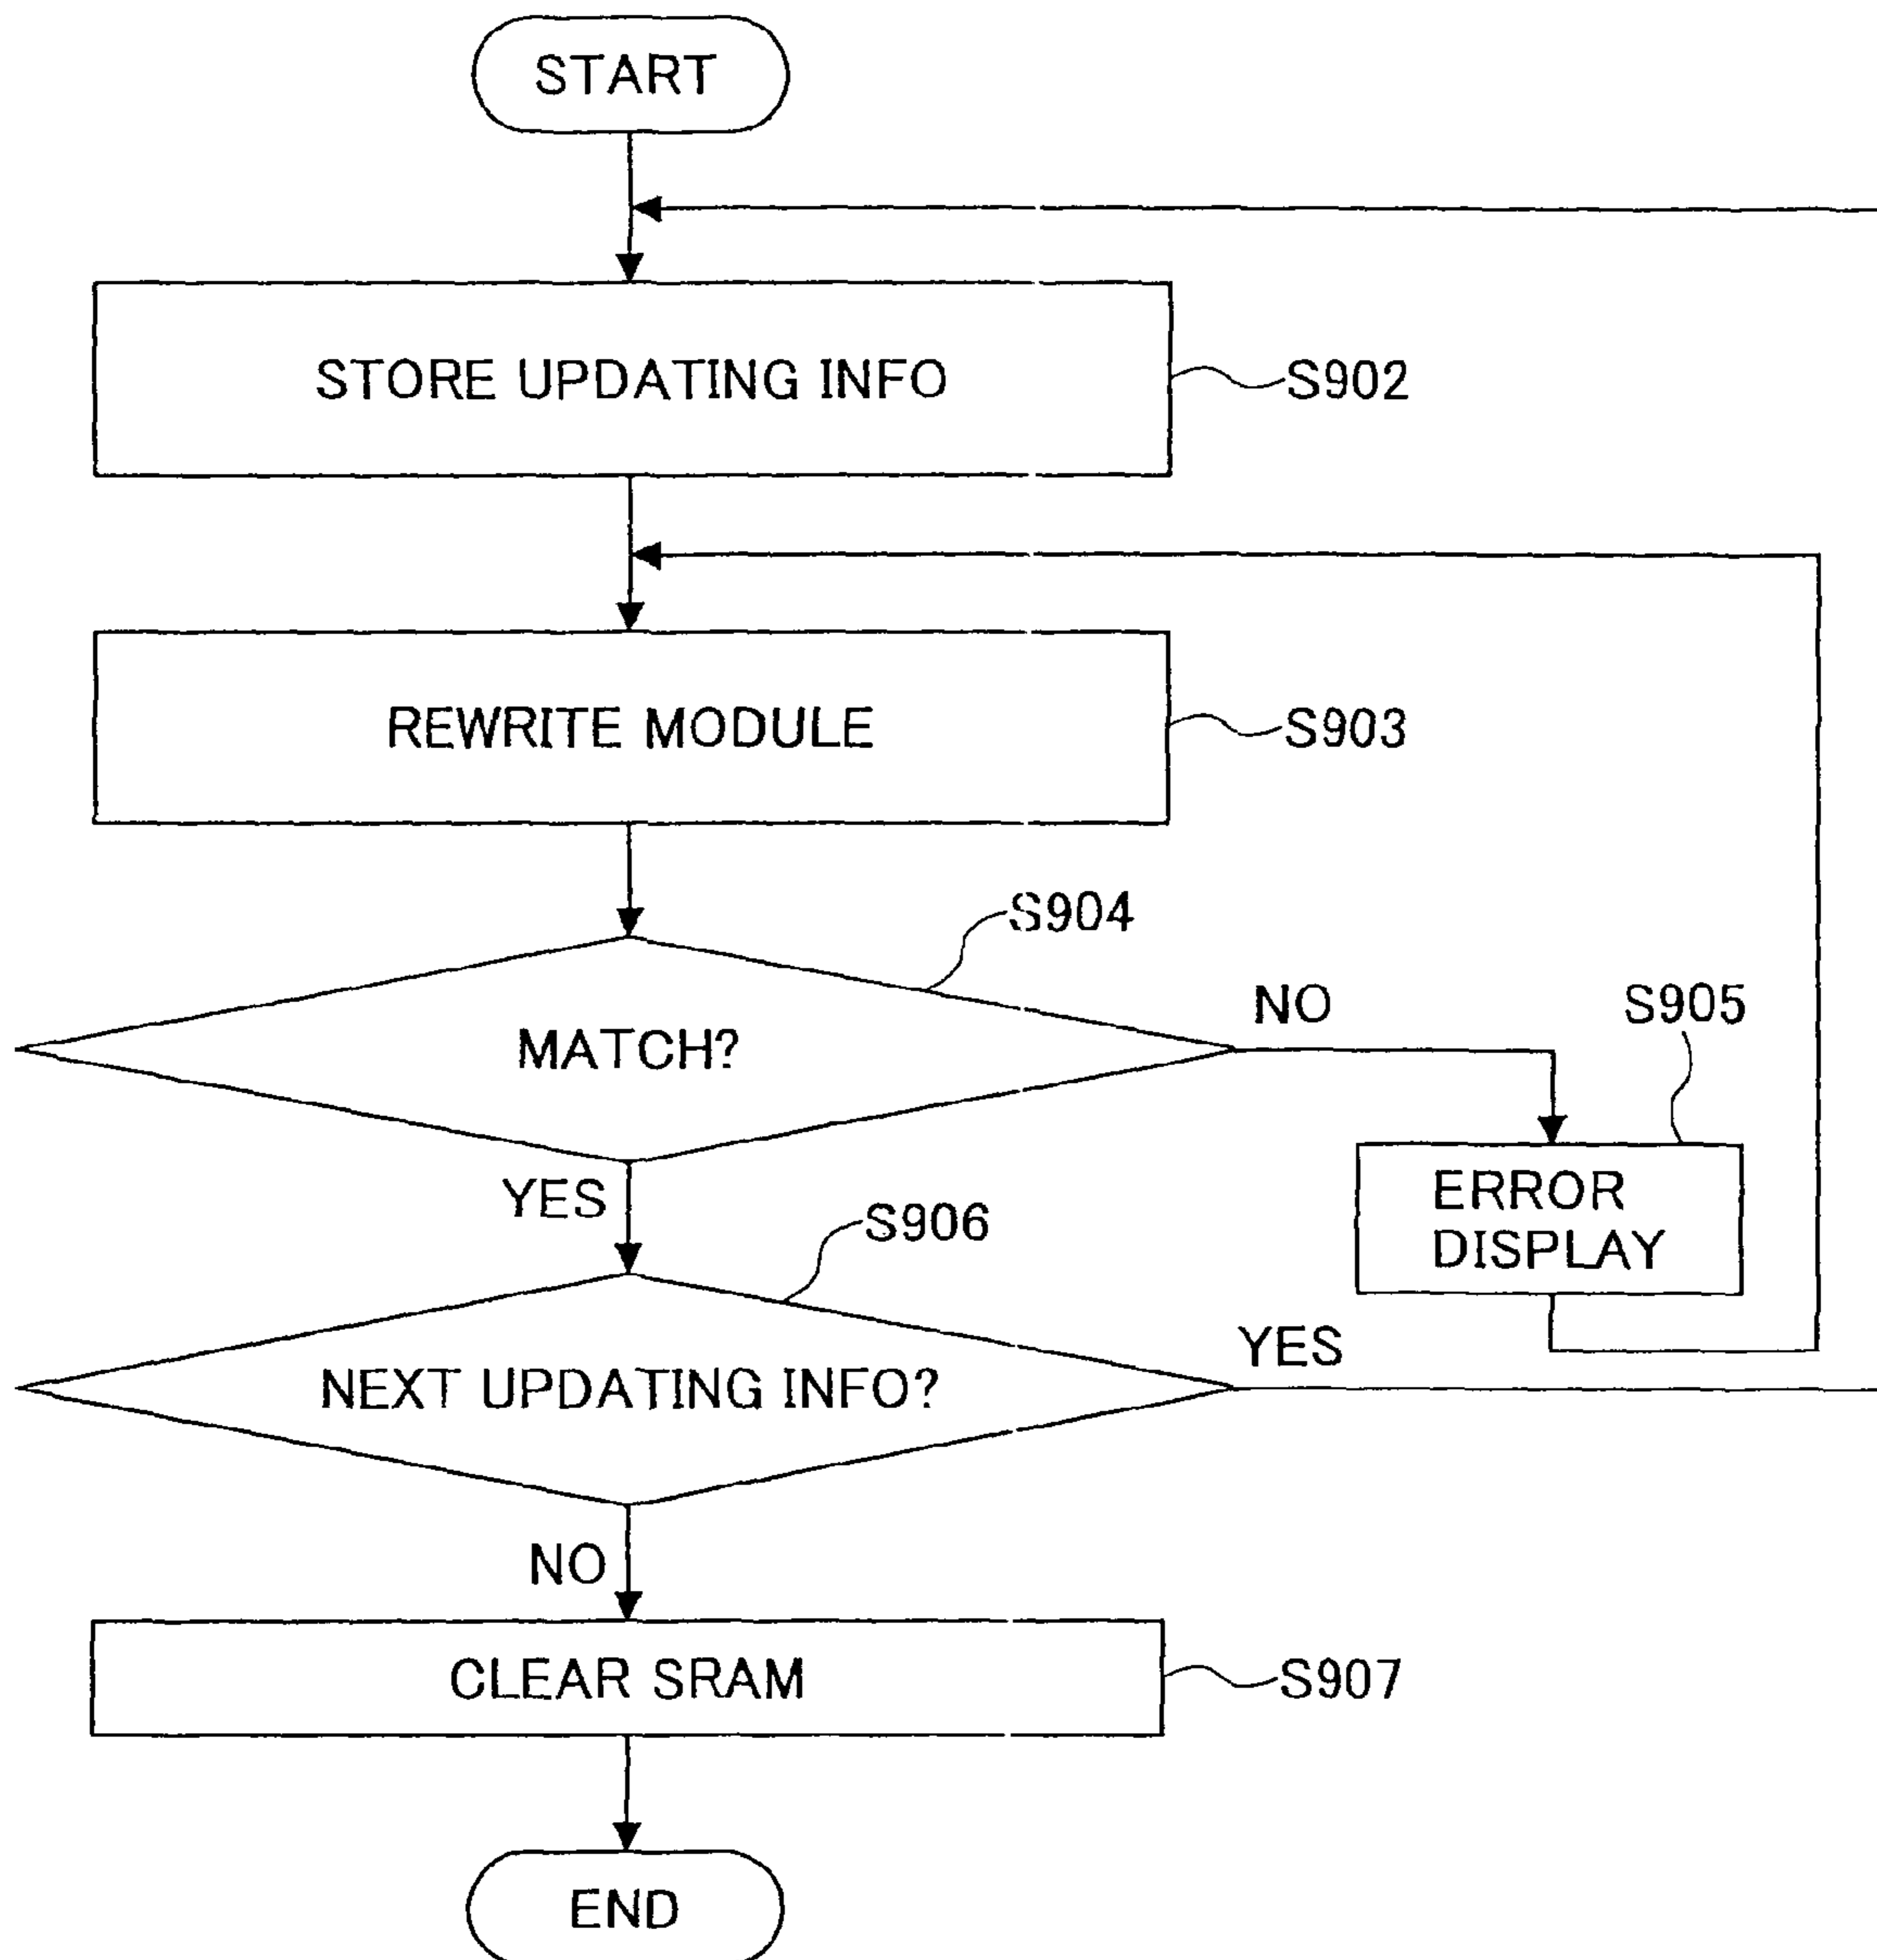 START
STORE UPDATING INFO
S902
REWRITE MODULE
S903
S904
MATCH?
NO
S905
ERROR
DISPLAY
YES
S906
NEXT UPDATING INFO?
YES
NO
CLEAR SRAM
S907
END